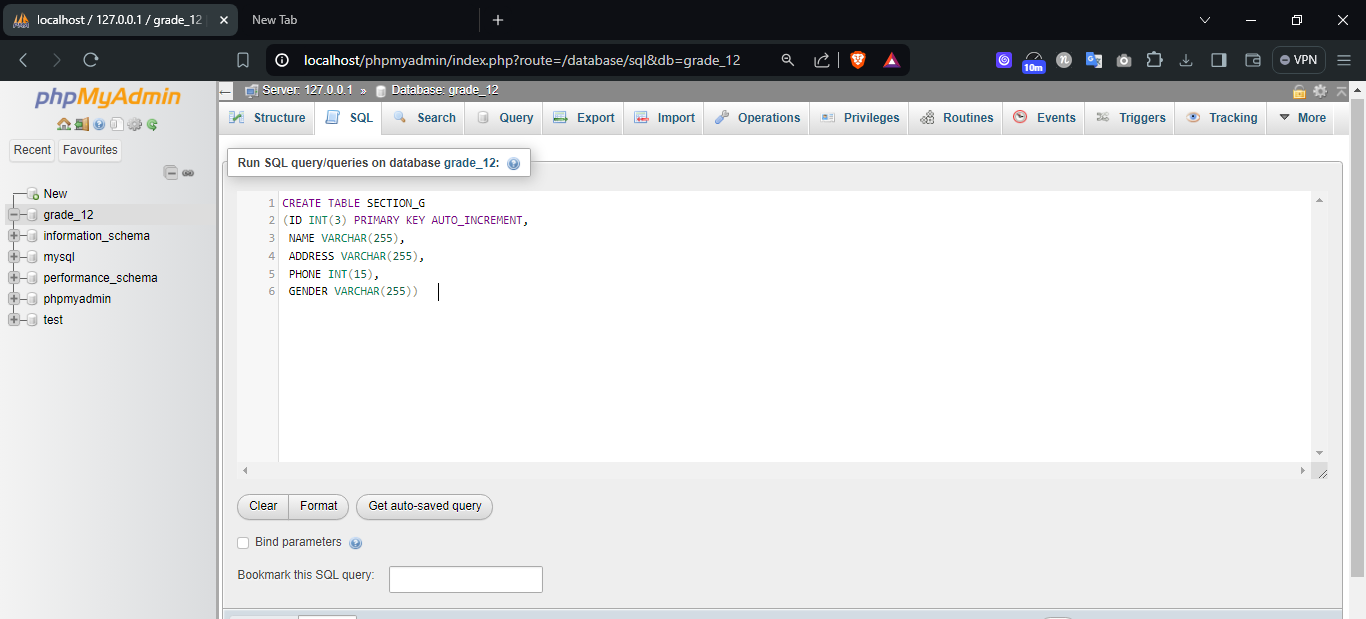 localhost / 127.0.0.1 / grade_12
New Tab
localhost/phpmyadmin/index.php?route=/database/sql&db=grade_12
10m
VPN
phpMyAdmin
Recent
Favourites
New
grade_12
information_schema
mysql
performance_schema
phpmyadmin
test
Server: 127.0.0.1 » Database: grade_12
Structure
SQL
Search
Query
Export
Import
Operations
Privileges
Routines
Events
Triggers
Tracking
More
Run SQL query/queries on database grade_12:
1 CREATE TABLE SECTION_G
2 (ID INT(3) PRIMARY KEY AUTO_INCREMENT,
3 NAME VARCHAR(255),
4 ADDRESS VARCHAR(255),
5 PHONE INT(15),
6 GENDER VARCHAR(255))
Clear
Format
Get auto-saved query
Bind parameters
Bookmark this SQL query: